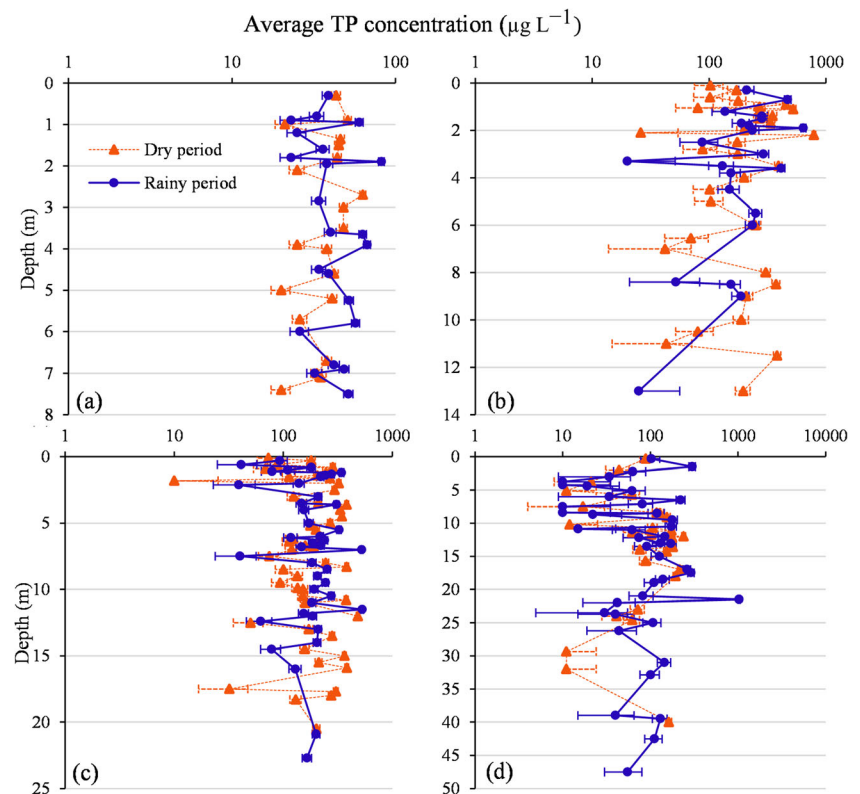 Average TP concentration (µg L−1)
1 10 100
1 10 100 1000
0
1
2
3
4
5
6
7
8
Depth (m)
Dry period
Rainy period
(a)
0
2
4
6
8
10
12
14
(b)
1 10 100 1000
1 10 100 1000 10000
0
5
10
15
20
25
Depth (m)
(c)
0
5
10
15
20
25
30
35
40
45
50
(d)